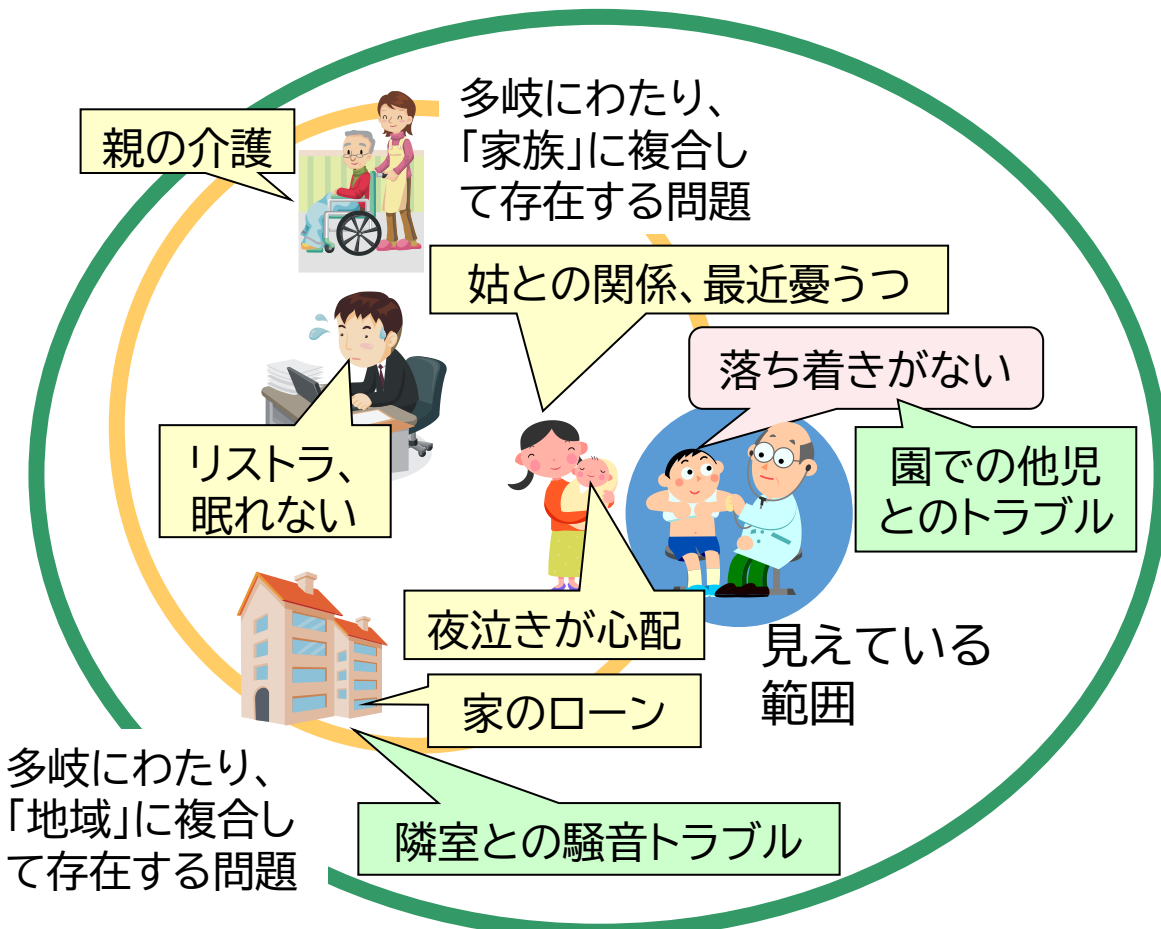 多岐にわたり、
「家族」に複合し
て存在する問題
親の介護
姑との関係、最近憂うつ
落ち着きがない
園での他児
とのトラブル
リストラ、
眠れない
夜泣きが心配
見えている
範囲
家のローン
多岐にわたり、
「地域」に複合し
て存在する問題
隣室との騒音トラブル